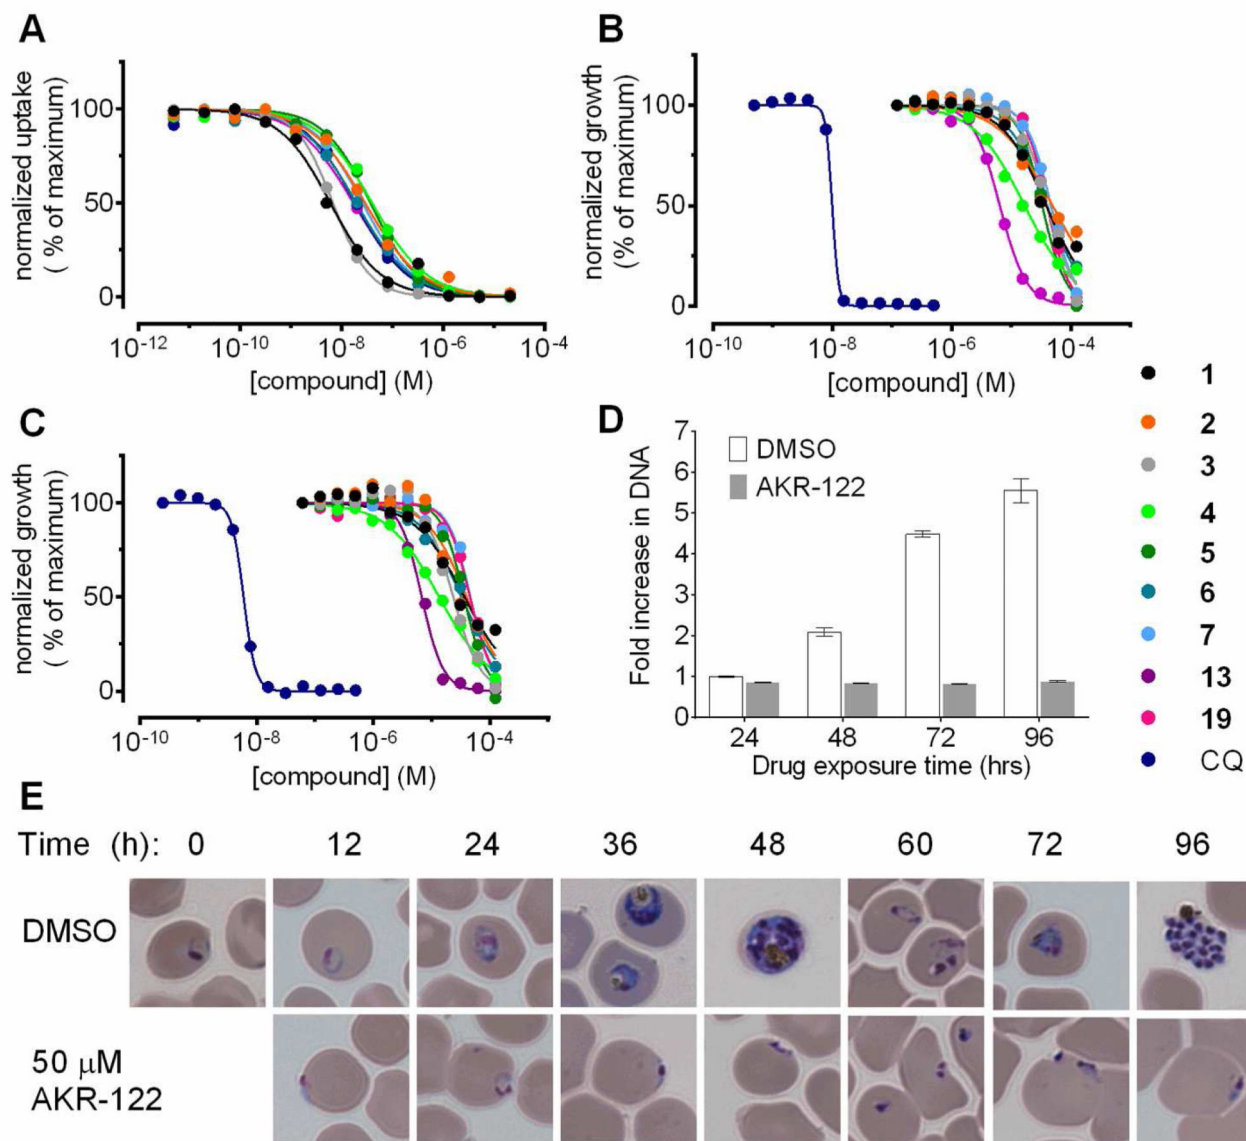 A
normalized uptake
( % of maximum)
100
50
0
10-12
10-10
10-8
10-6
10-4
[compound] (M)
B
normalized growth
(% of maximum)
100
50
0
10-10
10-8
10-6
10-4
[compound] (M)
C
normalized growth
( % of maximum)
100
50
0
10-10
10-8
10-6
10-4
[compound] (M)
D
Fold increase in DNA
7
6
5
4
3
2
1
0
DMSO
AKR-122
24 48 72 96
Drug exposure time (hrs)
1
2
3
4
5
6
7
13
19
CQ
E
Time (h): 0 12 24 36 48 60 72 96
DMSO
50 μM
AKR-122